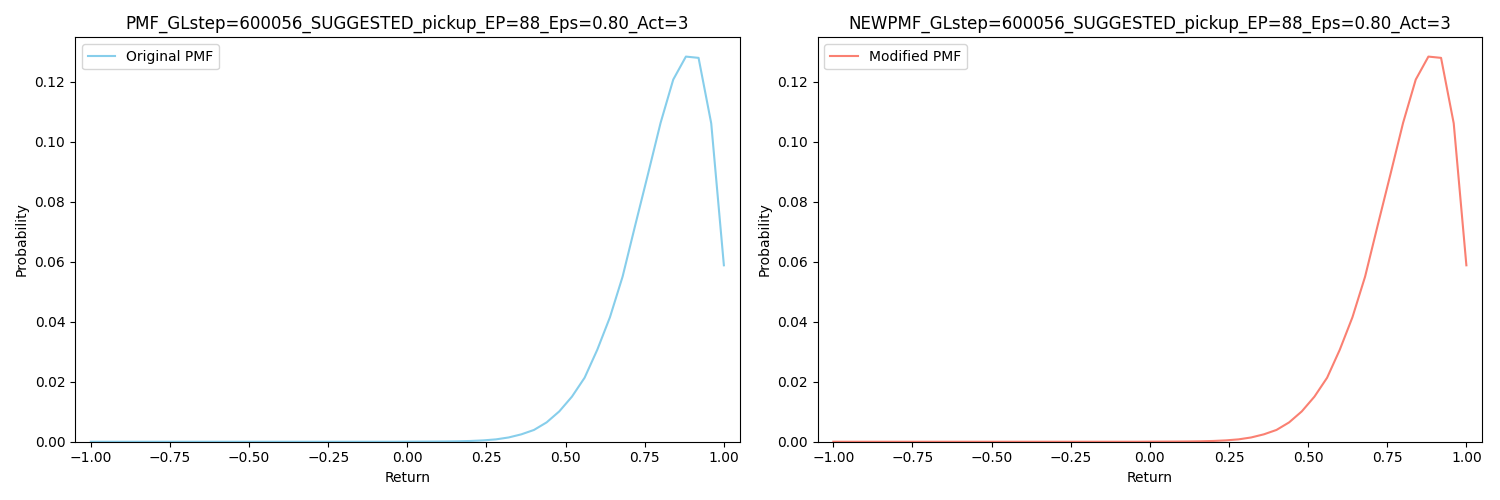 PMF_GLstep=600056_SUGGESTED_pickup_EP=88_Eps=0.80_Act=3
Original PMF
Probability
0.12
0.10
0.08
0.06
0.04
0.02
0.00
−1.00 −0.75 −0.50 −0.25 0.00 0.25 0.50 0.75 1.00
Return
NEWPMF_GLstep=600056_SUGGESTED_pickup_EP=88_Eps=0.80_Act=3
Modified PMF
Probability
0.12
0.10
0.08
0.06
0.04
0.02
0.00
−1.00 −0.75 −0.50 −0.25 0.00 0.25 0.50 0.75 1.00
Return